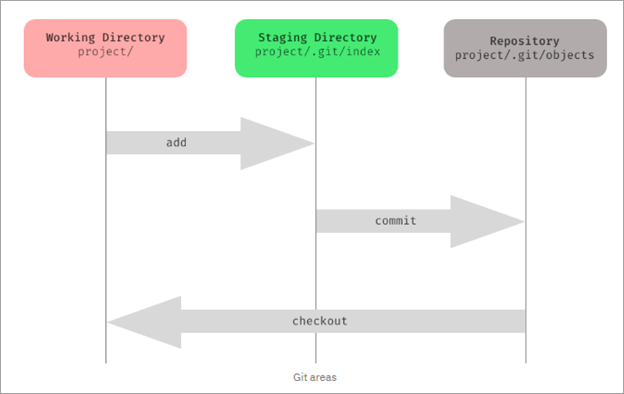 Working Directory
project/
Staging Directory
project/.git/index
Repository
project/.git/objects
add
commit
checkout
Git areas